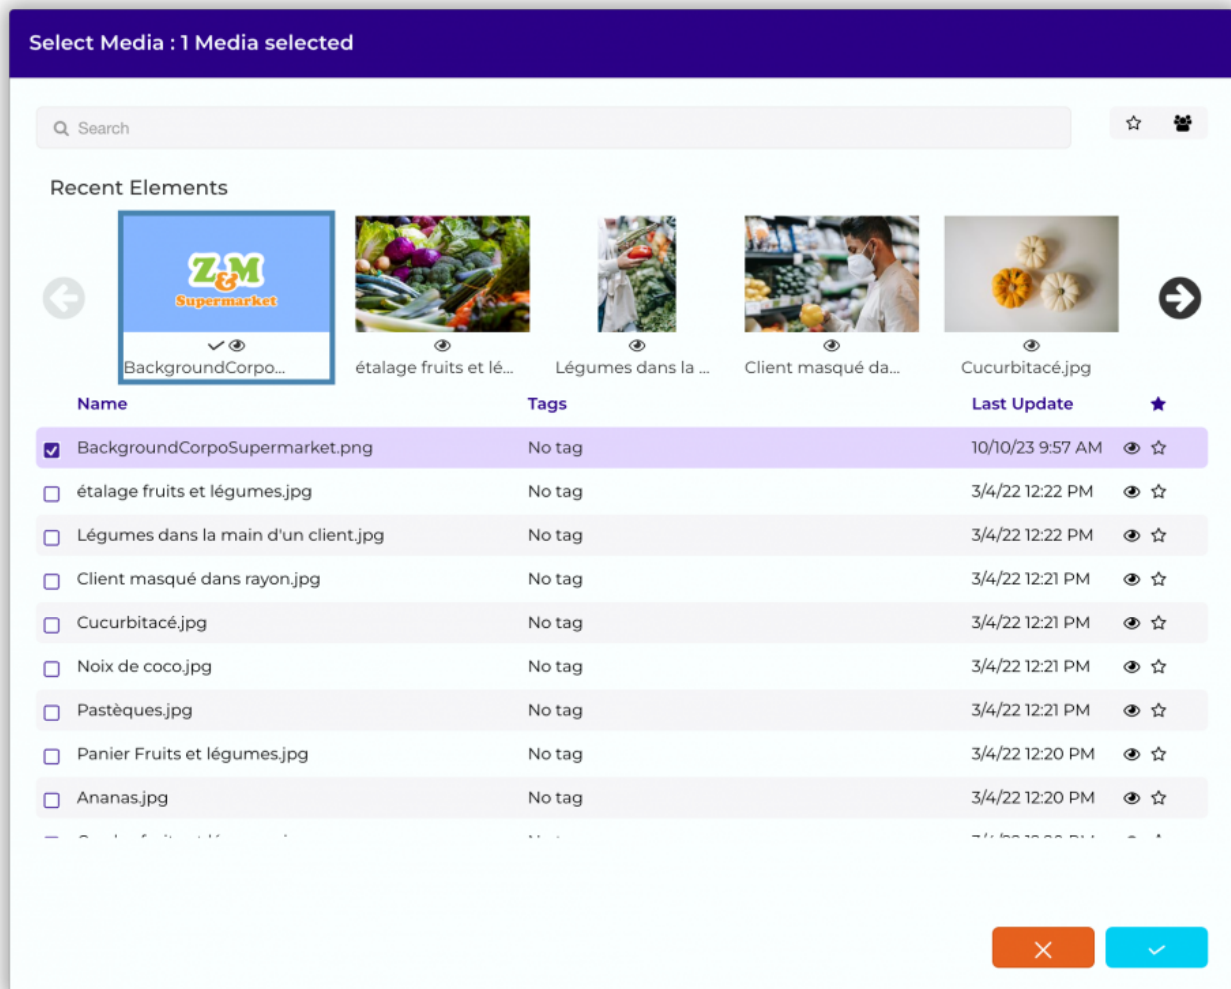 Select Media : 1 Media selected
Search
Recent Elements
Z&M
Supermarket
BackgroundCorpo...
étalage fruits et lé...
Légumes dans la ...
Client masqué da...
Cucurbitacé.jpg
Name Tags Last Update
BackgroundCorpoSupermarket.png No tag 10/10/23 9:57 AM
étalage fruits et légumes.jpg No tag 3/4/22 12:22 PM
Légumes dans la main d'un client.jpg No tag 3/4/22 12:22 PM
Client masqué dans rayon.jpg No tag 3/4/22 12:21 PM
Cucurbitacé.jpg No tag 3/4/22 12:21 PM
Noix de coco.jpg No tag 3/4/22 12:21 PM
Pastèques.jpg No tag 3/4/22 12:21 PM
Panier Fruits et légumes.jpg No tag 3/4/22 12:20 PM
Ananas.jpg No tag 3/4/22 12:20 PM